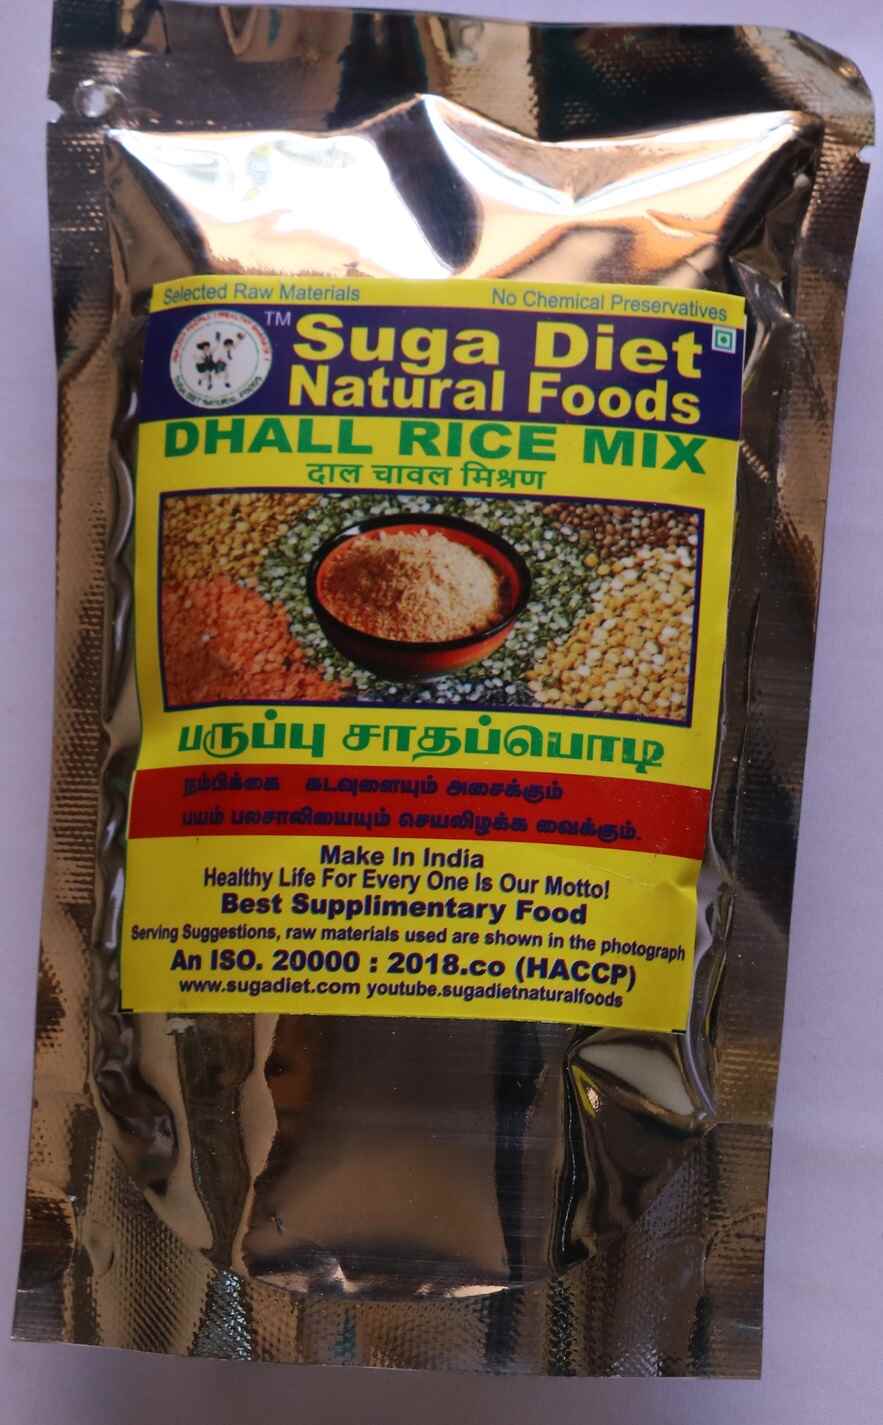 Selected Raw Materials No Chemical Preservatives
TM
Suga Diet
Natural Foods
DHALL RICE MIX
दाल चावल मिश्रण
பருப்பு சாதப்பொடி
நம்பிக்கை கடவுளையும் அசைக்கும்
பயம் பலசாலியையும் செயலிழக்க வைக்கும்.
Make In India
Healthy Life For Every One Is Our Motto!
Best Supplimentary Food
Serving Suggestions, raw materials used are shown in the photograph
An ISO. 20000 : 2018.co (HACCP)
www.sugadiet.com youtube.sugadietnaturalfoods